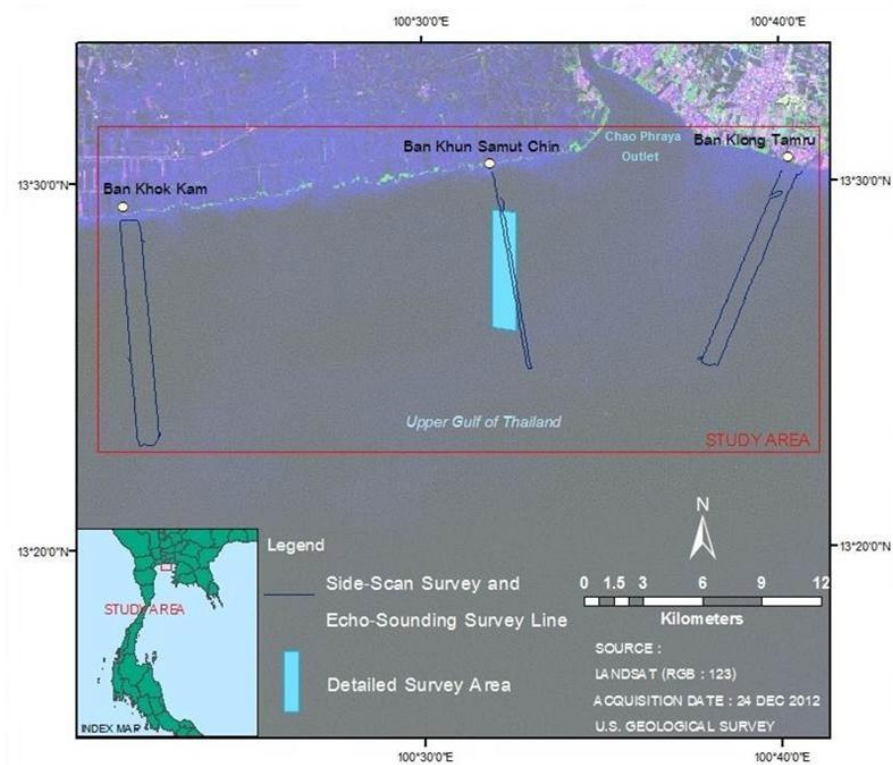 100°30'0"E
100°40'0"E
Chao Phraya
Outlet
Ban Khun Samut Chin
Ban Klong Tamru
Ban Khok Kam
13°30'0"N
13°30'0"N
Upper Gulf of Thailand
STUDY AREA
13°20'0"N
13°20'0"N
N
Legend
Side-Scan Survey and
Echo-Sounding Survey Line
Detailed Survey Area
0 1.5 3 6 9 12
Kilometers
SOURCE :
LANDSAT (RGB : 123)
ACQUISITION DATE : 24 DEC 2012
U.S. GEOLOGICAL SURVEY
STUDY AREA
INDEX MAP
100°30'0"E
100°40'0"E